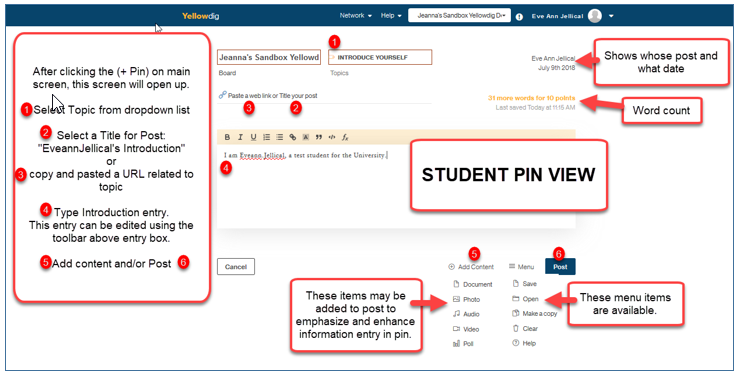 Yellowdig
Network
Help
Jeanna's Sandbox Yellowdig De
Eve Ann Jellical
After clicking the (+ Pin) on main
screen, this screen will open up.
1 Select Topic from dropdown list
2 Select a Title for Post:
"EveannJellical's Introduction"
or
3 copy and pasted a URL related to
topic
4 Type Introduction entry.
This entry can be edited using the
toolbar above entry box.
5 Add content and/or Post 6
1
Jeanna's Sandbox Yellowd
INTRODUCE YOURSELF
Board
Topics
Paste a web link or Title your post
3
2
Eve Ann Jellical
July 9th 2018
Shows whose post and
what date
31 more words for 10 points
Last saved Today at 11:15 AM
Word count
B I U
I am Eveann Jellical, a test student for the University.
4
STUDENT PIN VIEW
Cancel
5
6
Add Content
Menu
Post
Document
Photo
Audio
Video
Poll
Save
Open
Make a copy
Clear
Help
These items may be
added to post to
emphasize and enhance
information entry in pin.
These menu items
are available.